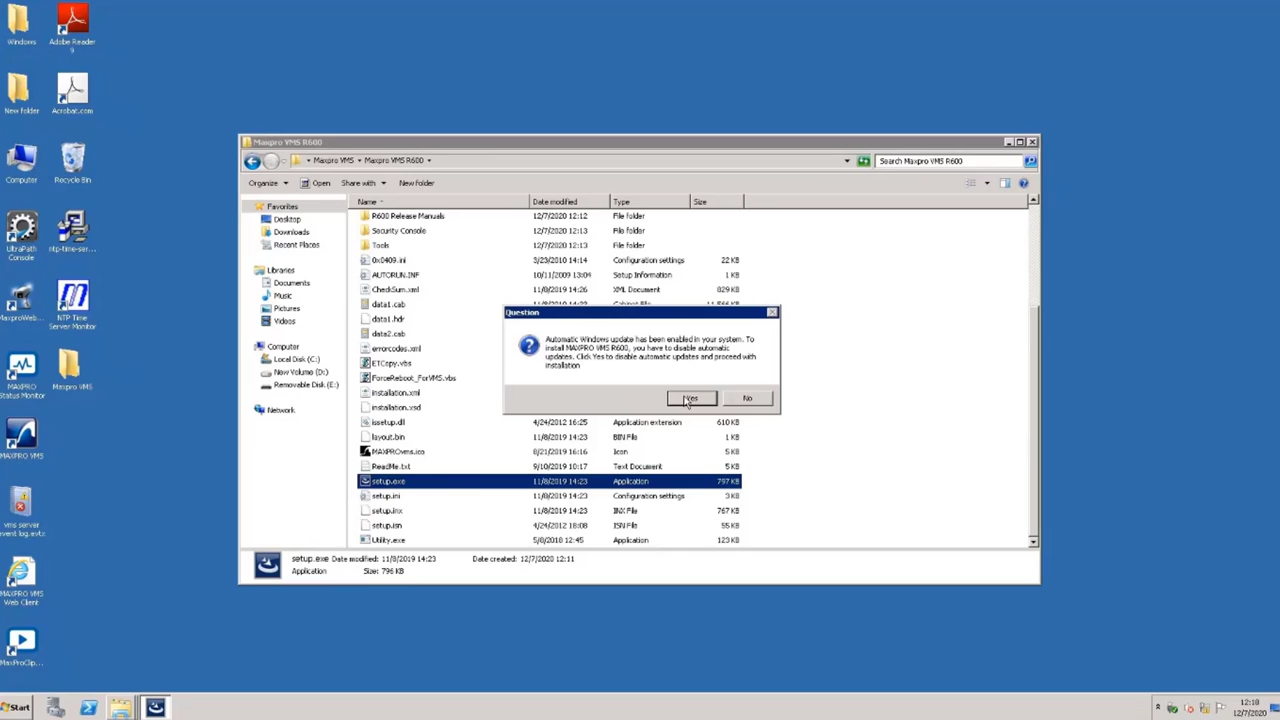 Windows
Adobe Reader
9
New folder
Acrobat.com
Computer
Recycle Bin
UltraPath
Console
ntp-time-ser...
MaxproWeb...
NTP Time
Server Monitor
MAXPRO
Status Monitor
Maxpro VMS
MAXPRO VMS
vms server
event log.evtx
MAXPRO VMS
Web Client
MaxProClip...
Maxpro VMS R600
Maxpro VMS
Maxpro VMS R600
Search Maxpro VMS R600
Organize
Open
Share with
New folder
Favorites
Desktop
Downloads
Recent Places
Libraries
Documents
Music
Pictures
Videos
Computer
Local Disk (C:)
New Volume (D:)
Removable Disk (E:)
Network
Name Date modified Type Size
R600 Release Manuals 12/7/2020 12:12 File folder
Security Console 12/7/2020 12:13 File folder
Tools 12/7/2020 12:13 File folder
0x0409.ini 3/23/2010 14:14 Configuration settings 22 KB
AUTORUN.INF 10/11/2009 13:04 Setup Information 1 KB
CheckSum.xml 11/8/2019 14:26 XML Document 829 KB
data1.cab
data1.hdr
data2.cab
errorcodes.xml
ETCopy.vbs
ForceReboot_ForVMS.vbs
installation.xml
installation.xsd
issetup.dll 4/24/2012 16:25 Application extension 610 KB
layout.bin 11/8/2019 14:23 BIN File 1 KB
MAXPROvms.ico 8/21/2019 16:16 Icon 5 KB
ReadMe.txt 9/10/2019 10:17 Text Document 5 KB
setup.exe 11/8/2019 14:23 Application 797 KB
setup.ini 11/8/2019 14:23 Configuration settings 3 KB
setup.inx 11/8/2019 14:23 INX File 767 KB
setup.isn 4/24/2012 18:08 ISN File 55 KB
Utility.exe 5/8/2018 12:45 Application 123 KB
Question
Automatic Windows update has been enabled in your system. To
install MAXPRO VMS R600, you have to disable automatic
updates. Click Yes to disable automatic updates and proceed with
installation
Yes
No
setup.exe Date modified: 11/8/2019 14:23 Date created: 12/7/2020 12:11
Application Size: 796 KB
Start
12:18
12/7/2020